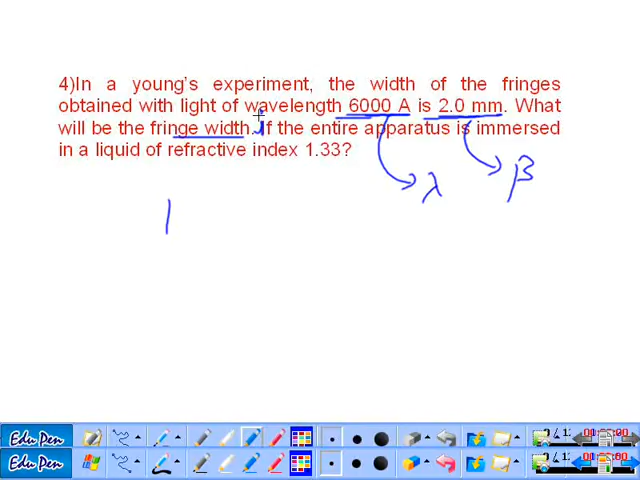 4)In a young's experiment, the width of the fringes
obtained with light of wavelength 6000 A is 2.0 mm. What
will be the fringe width. If the entire apparatus is immersed
in a liquid of refractive index 1.33?
λ β
Edu Pen
Edu Pen